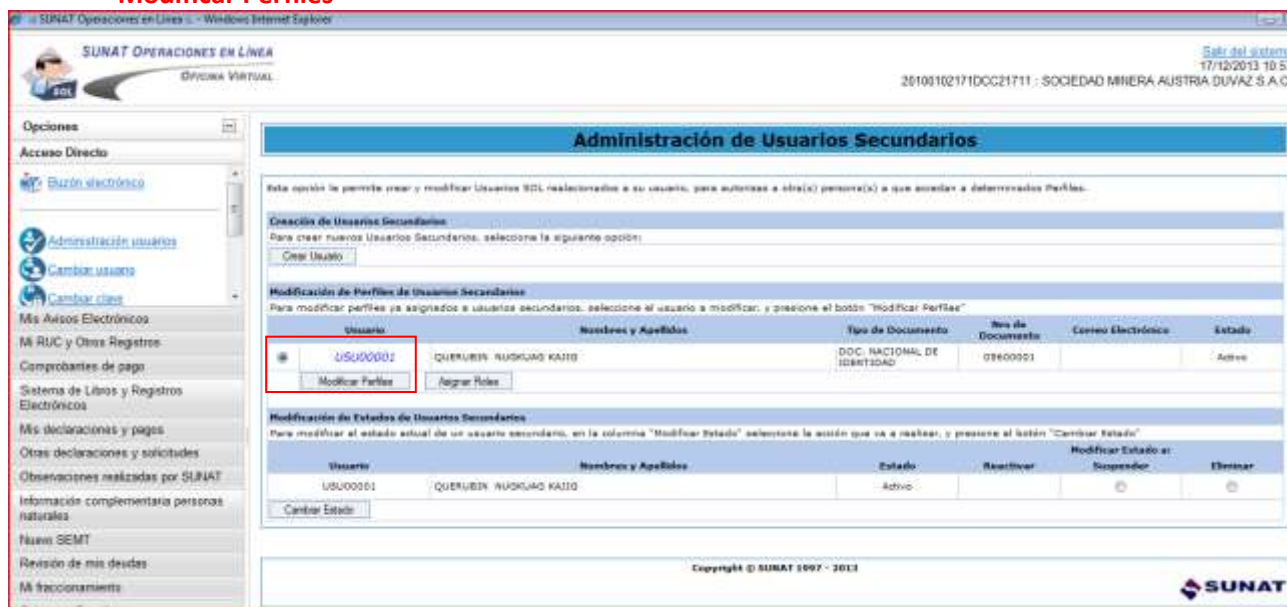 Modificar Perfiles
SUNAT Operaciones en Línea :. - Windows Internet Explorer
SUNAT OPERACIONES EN LÍNEA
OFICINA VIRTUAL
SOL
Salir del sistema
17/12/2013 10:5
20100102171DCC21711 : SOCIEDAD MINERA AUSTRIA DUVAZ S.A.C
Opciones
Acceso Directo
Buzón electrónico
Administración usuarios
Cambiar usuario
Cambiar clave
Mis Avisos Electrónicos
Mi RUC y Otros Registros
Comprobantes de pago
Sistema de Libros y Registros
Electrónicos
Mis declaraciones y pagos
Otras declaraciones y solicitudes
Observaciones realizadas por SUNAT
Información complementaria personas
naturales
Nuevo SEMT
Revisión de mis deudas
Mi fraccionamiento
Administración de Usuarios Secundarios
Esta opción le permite crear y modificar Usuarios SOL realecionados a su usuario, para autorizar a otra(s) persona(s) a que accedan a determinados Perfiles.
Creación de Usuarios Secundarios
Para crear nuevos Usuarios Secundarios, seleccione la siguiente opción:
Crear Usuario
Modificación de Perfiles de Usuarios Secundarios
Para modificar perfiles ya asignados a usuarios secundarios, seleccione el usuario a modificar, y presione el botón "Modificar Perfiles"
Usuario Nombres y Apellidos Tipo de Documento Nro de Documento Correo Electrónico Estado
USU00001 QUERUBIN NUGKUAG DOC. NACIONAL DE IDENTIDAD Activo
Modificar Perfiles Asignar Roles
Modificación de Estados de Usuarios Secundarios
Para modificar el estado actual de un usuario secundario, en la columna "Modificar Estado" seleccione la acción que va a realizar, y presione el botón "Cambiar Estado"
Modificar Estado a:
Usuario Nombres y Apellidos Estado Reactivar Suspender Eliminar
USU00001 QUERUBIN NUGKUAG Activo
Cambiar Estado
Copyright © SUNAT 1997 - 2013
SUNAT